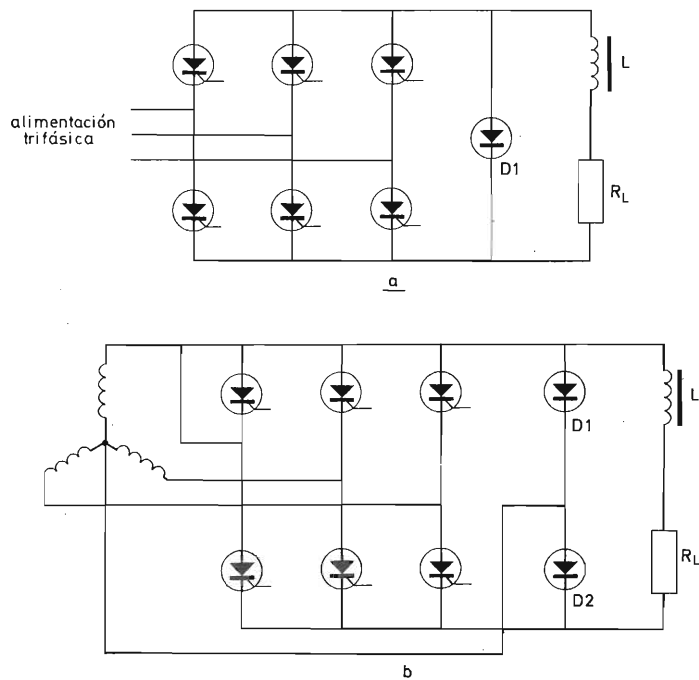 L
alimentación
trifásica
D1
R_L
a
L
D1
R_L
D2
b